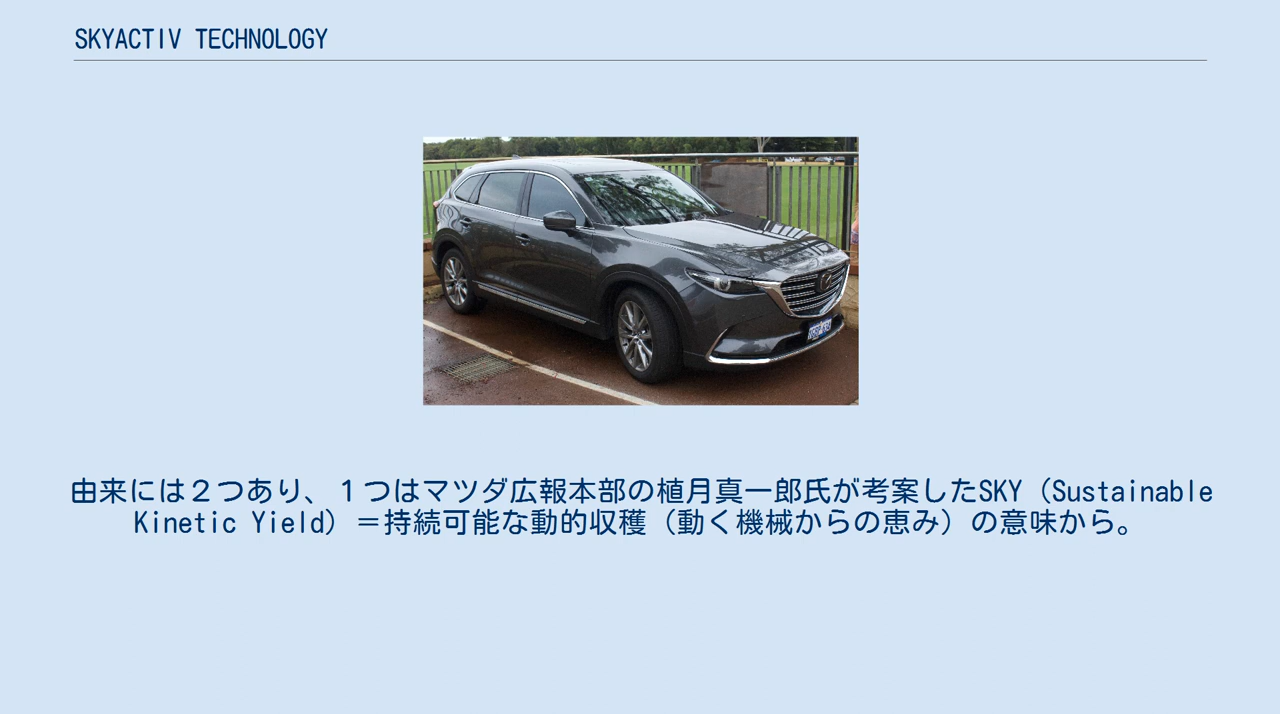 SKYACTIV TECHNOLOGY
由来には２つあり、１つはマツダ広報本部の植月真一郎氏が考案したSKY（Sustainable
Kinetic Yield）＝持続可能な動的収穫（動く機械からの恵み）の意味から。